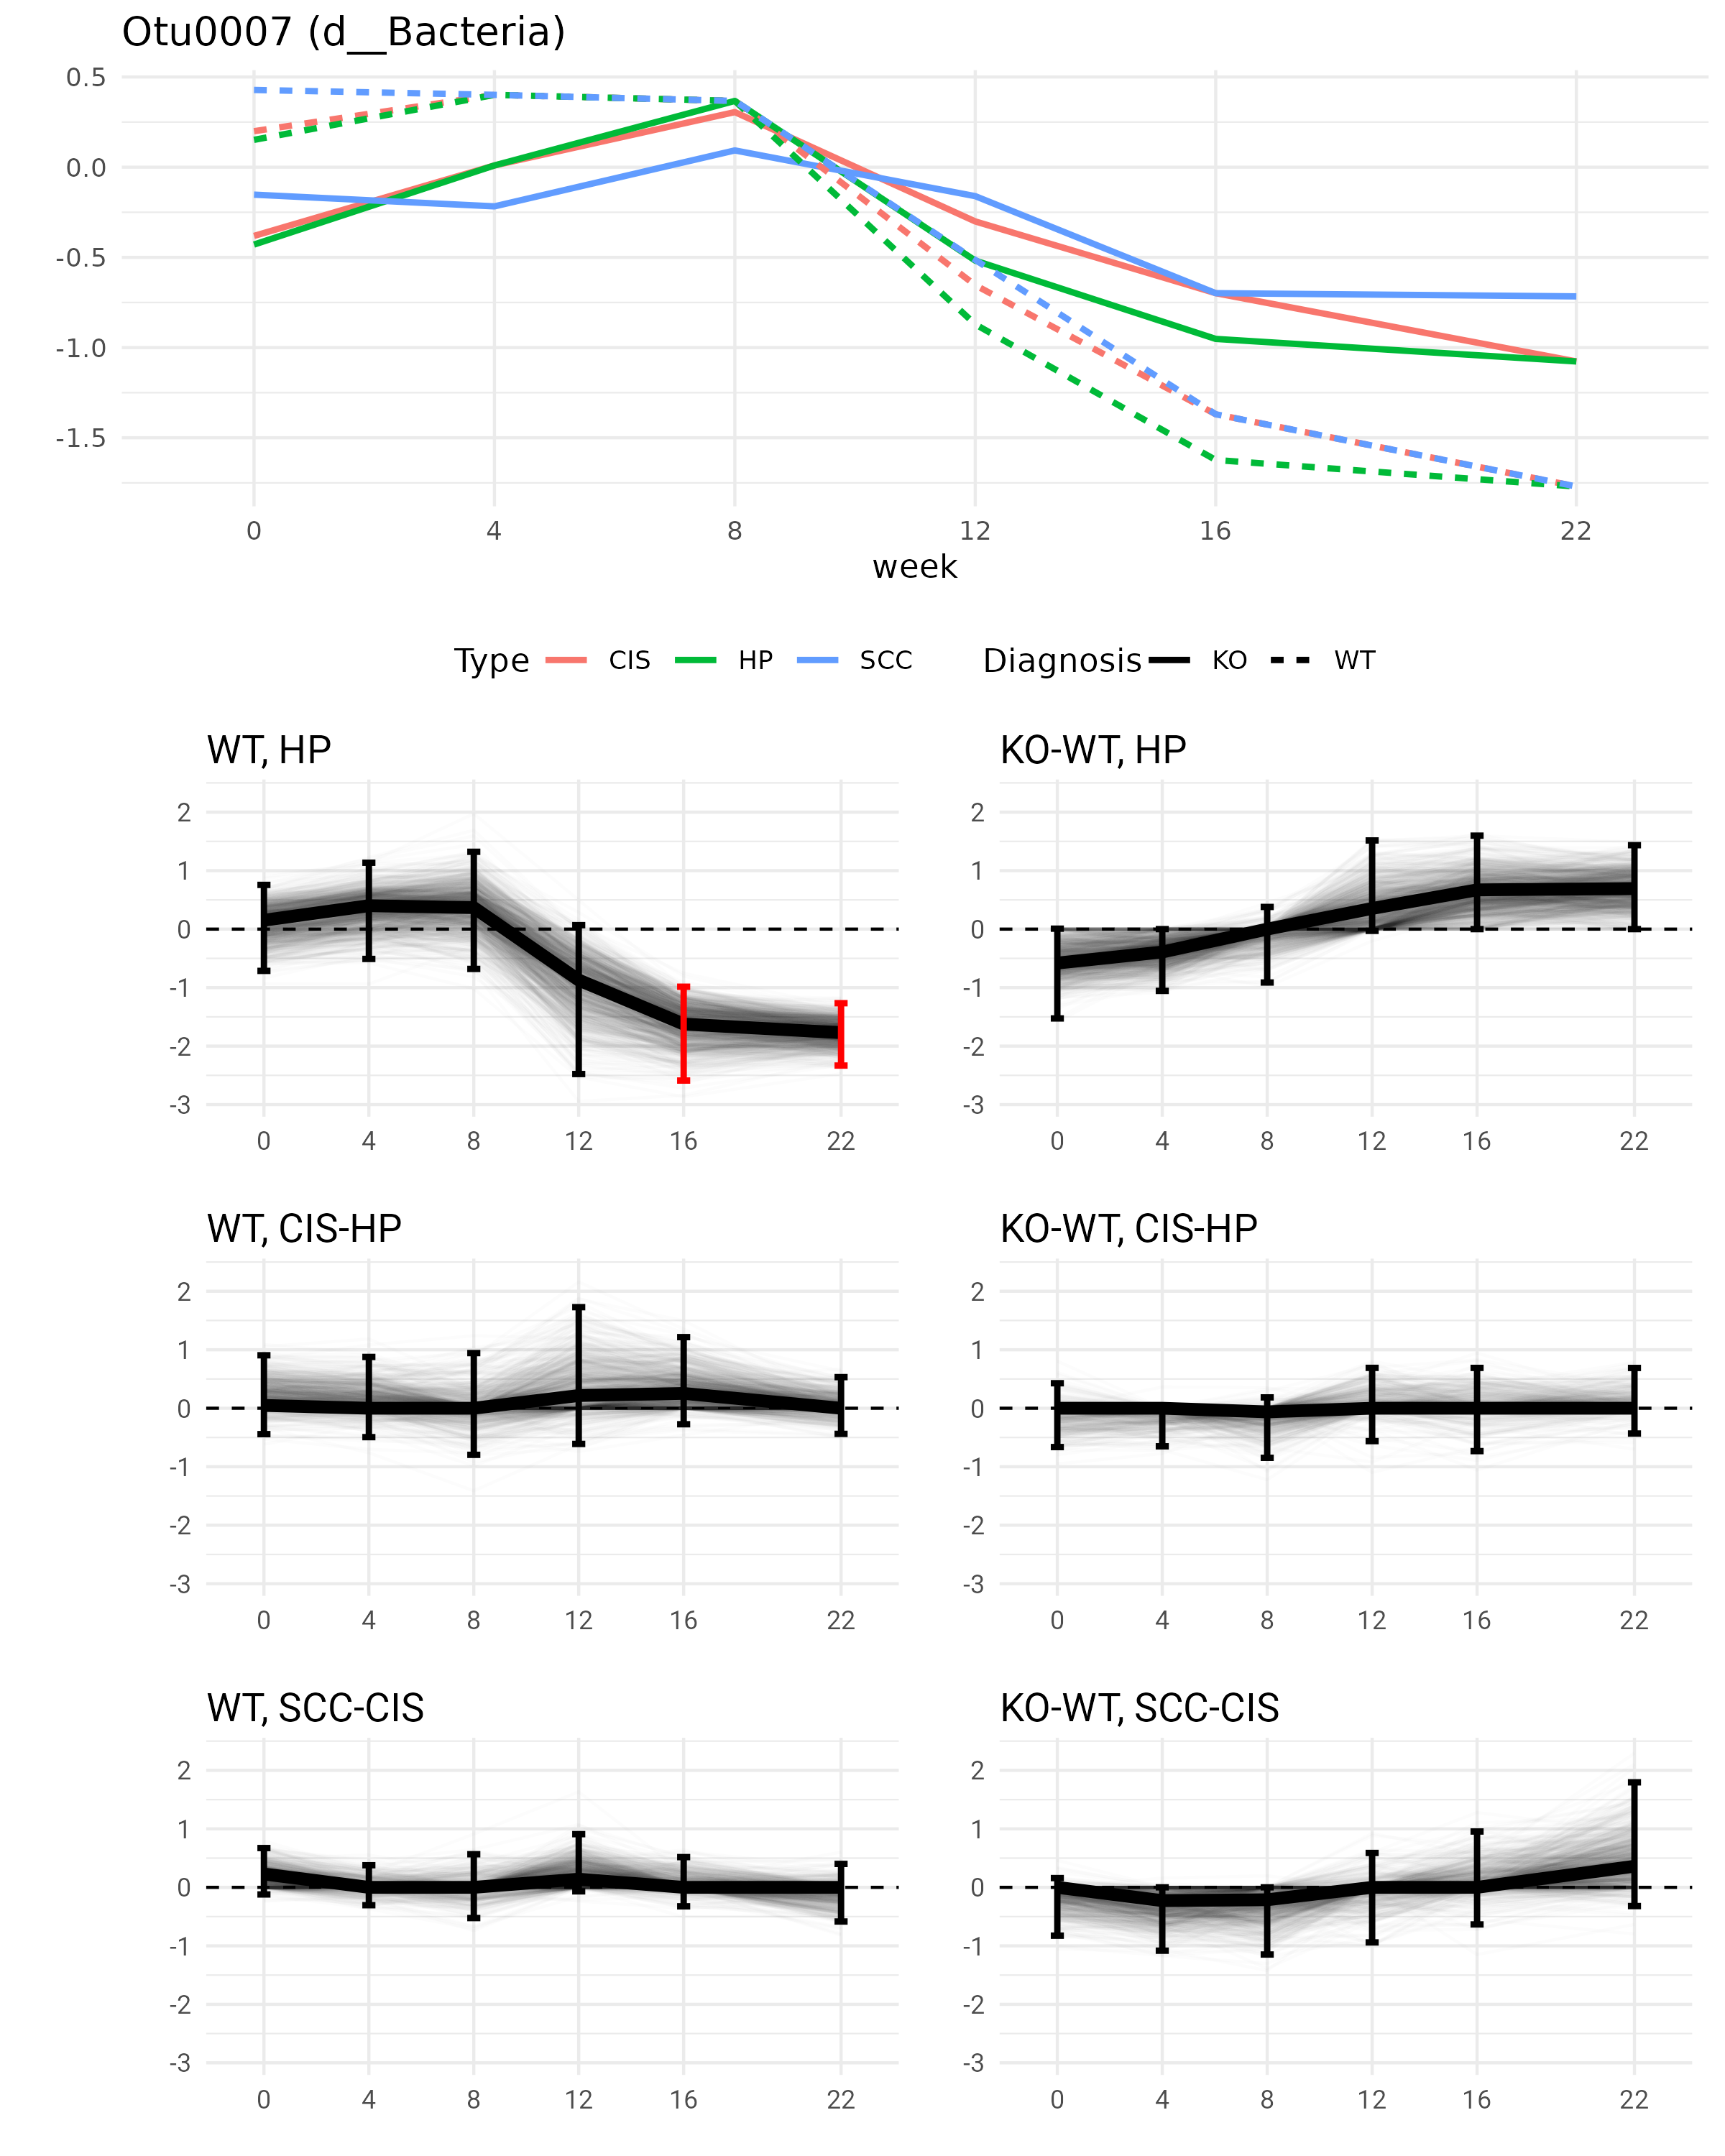 Otu0007 (d__Bacteria)
0.5
0.0
-0.5
-1.0
-1.5
0 4 8 12 16 22
week
Type CIS HP SCC Diagnosis KO WT
WT, HP KO-WT, HP
2 2
1 1
0 0
-1 -1
-2 -2
-3 -3
0 4 8 12 16 22 0 4 8 12 16 22
WT, CIS-HP KO-WT, CIS-HP
2 2
1 1
0 0
-1 -1
-2 -2
-3 -3
0 4 8 12 16 22 0 4 8 12 16 22
WT, SCC-CIS KO-WT, SCC-CIS
2 2
1 1
0 0
-1 -1
-2 -2
-3 -3
0 4 8 12 16 22 0 4 8 12 16 22